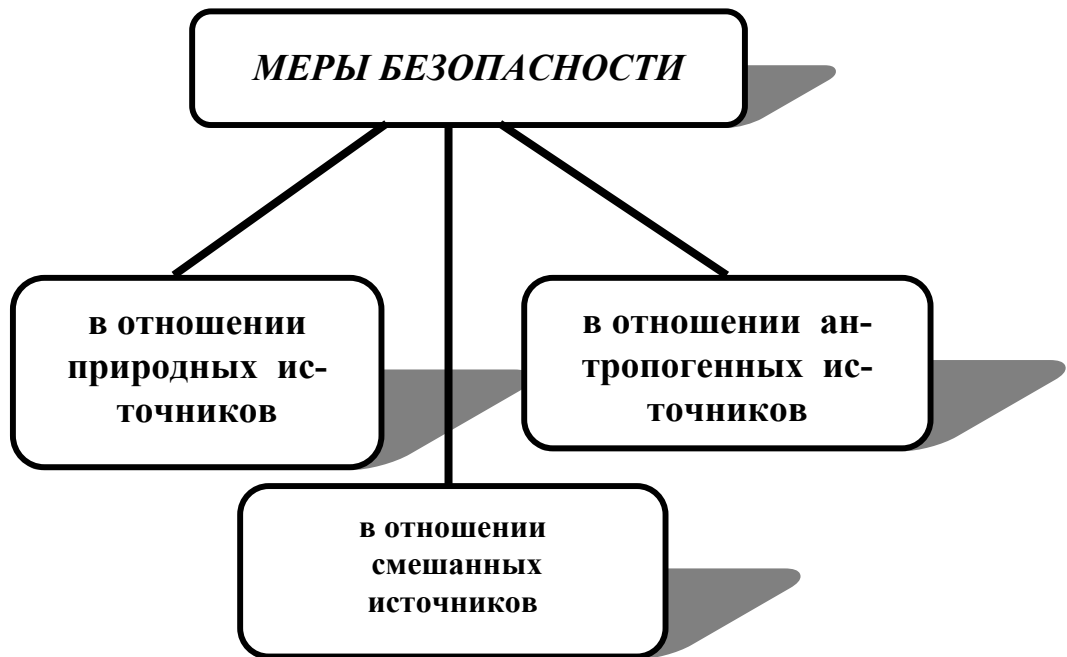 МЕРЫ БЕЗОПАСНОСТИ
в отношении
природных ис-
точников
в отношении ан-
тропогенных ис-
точников
в отношении
смешанных
источников